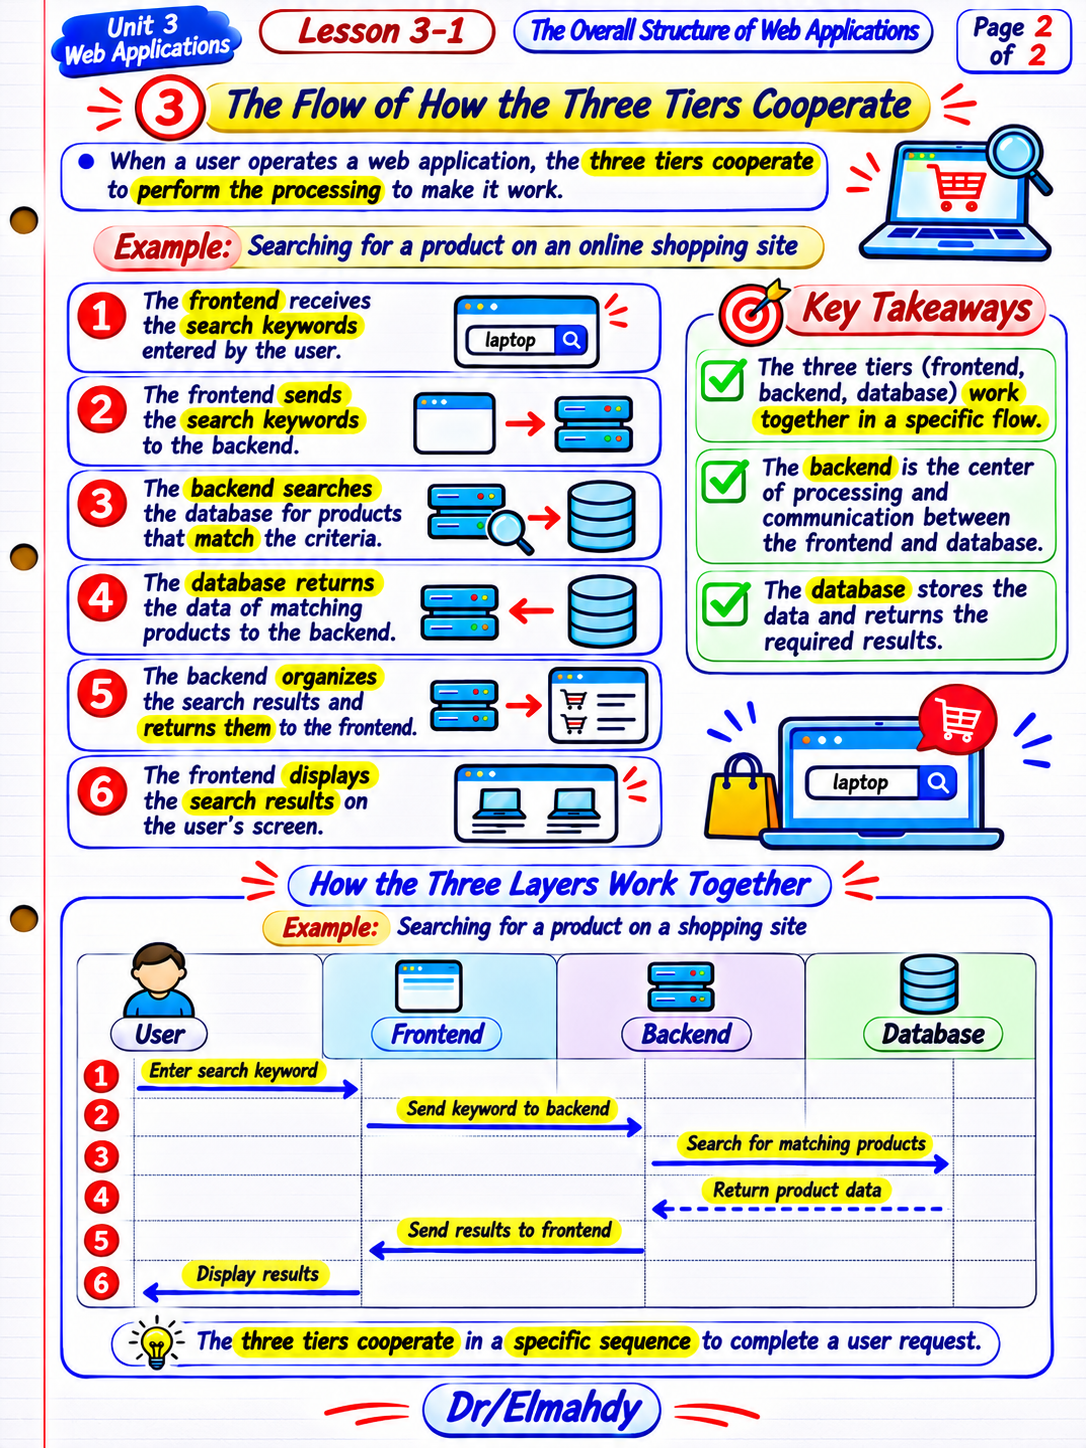 Unit 3
Web Applications
Lesson 3-1
The Overall Structure of Web Applications
Page 2
of 2
3 The Flow of How the Three Tiers Cooperate
● When a user operates a web application, the three tiers cooperate
to perform the processing to make it work.
Example: Searching for a product on an online shopping site
1 The frontend receives
the search keywords
entered by the user.
laptop
2 The frontend sends
the search keywords
to the backend.
3 The backend searches
the database for products
that match the criteria.
4 The database returns
the data of matching
products to the backend.
5 The backend organizes
the search results and
returns them to the frontend.
6 The frontend displays
the search results on
the user's screen.
Key Takeaways
The three tiers (frontend,
backend, database) work
together in a specific flow.
The backend is the center
of processing and
communication between
the frontend and database.
The database stores the
data and returns the
required results.
laptop
How the Three Layers Work Together
Example: Searching for a product on a shopping site
User Frontend Backend Database
1 Enter search keyword
2 Send keyword to backend
3 Search for matching products
4 Return product data
5 Send results to frontend
6 Display results
The three tiers cooperate in a specific sequence to complete a user request.
Dr/Elmahdy